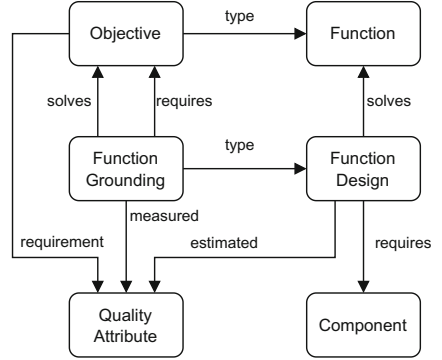 Objective
type
Function
solves
requires
solves
Function
Grounding
type
Function
Design
measured
requirement
estimated
requires
Quality
Attribute
Component